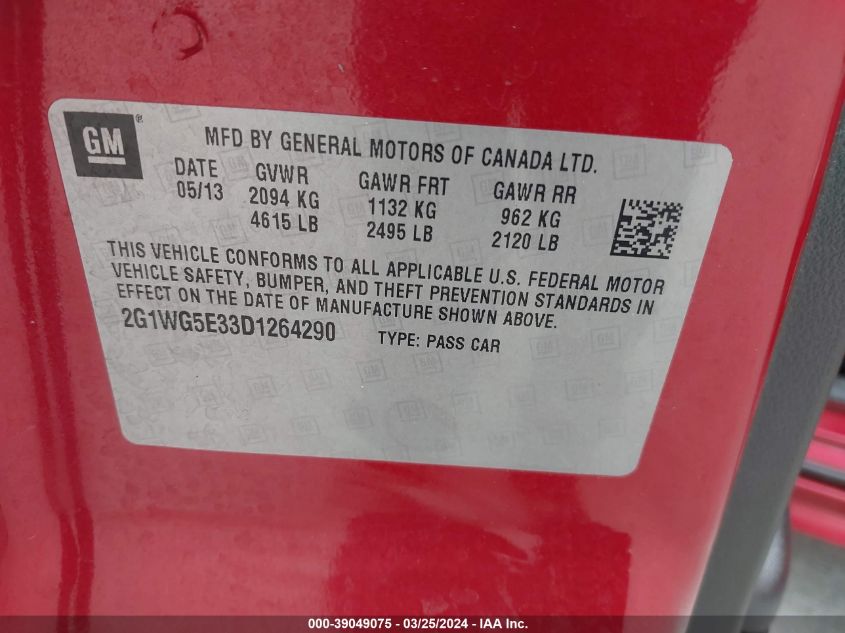 GM ®
MFD BY GENERAL MOTORS OF CANADA LTD.
DATE GVWR GAWR FRT GAWR RR
05/13 2094 KG 1132 KG 962 KG
4615 LB 2495 LB 2120 LB
THIS VEHICLE CONFORMS TO ALL APPLICABLE U.S. FEDERAL MOTOR
VEHICLE SAFETY, BUMPER, AND THEFT PREVENTION STANDARDS IN
EFFECT ON THE DATE OF MANUFACTURE SHOWN ABOVE.
2G1WG5E33D1264290 TYPE: PASS CAR
000-39049075 - 03/25/2024 - IAA Inc.